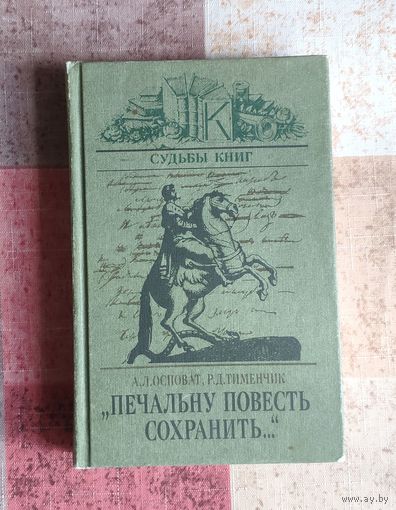 К
СУДЬБЫ КНИГ
А.Л.ОСПОВАТ, Р.Д.ТИМЕНЧИК
„ПЕЧАЛЬНУ ПОВЕСТЬ
СОХРАНИТЬ...“
www.ay.by